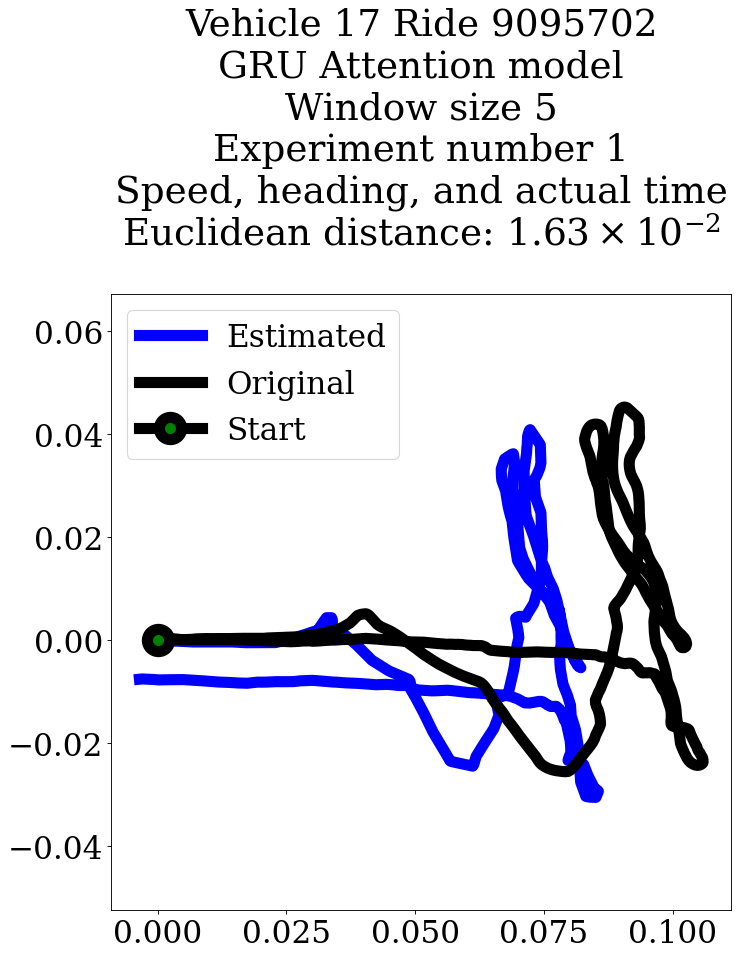 Vehicle 17 Ride 9095702
GRU Attention model
Window size 5
Experiment number 1
Speed, heading, and actual time
Euclidean distance: 1.63 × 10⁻²
Estimated
Original
Start
0.06
0.04
0.02
0.00
−0.02
−0.04
0.000 0.025 0.050 0.075 0.100